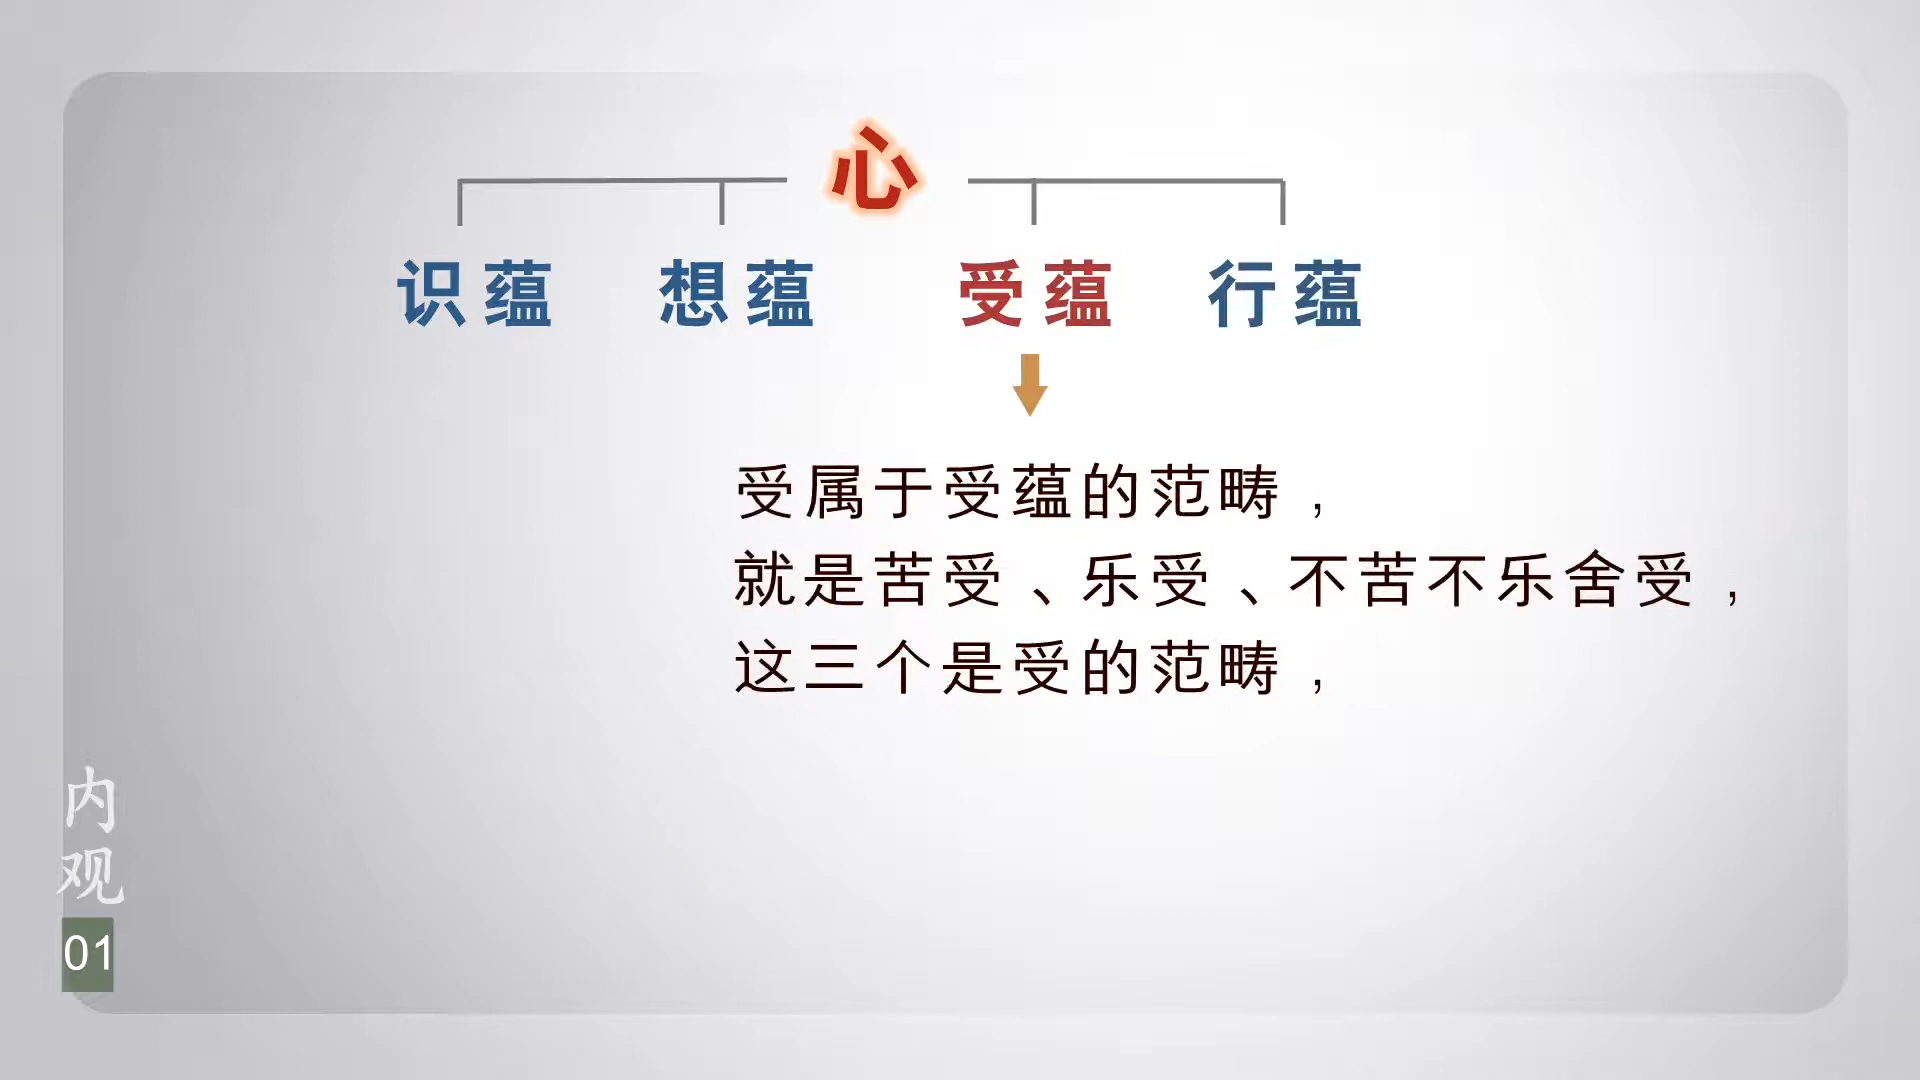 心
识蕴 想蕴 受蕴 行蕴
受属于受蕴的范畴，
就是苦受、乐受、不苦不乐舍受，
这三个是受的范畴，
内观
01